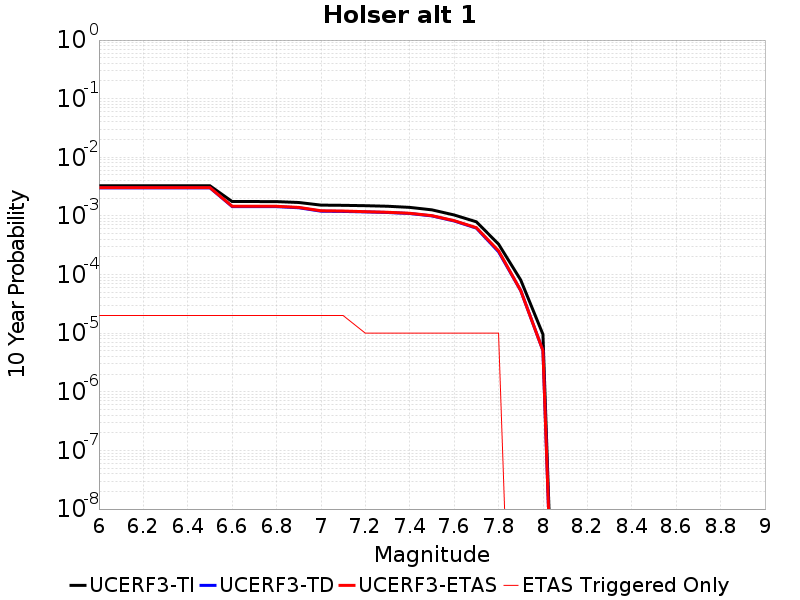 Holser alt 1
10 Year Probability
10^0
10^-1
10^-2
10^-3
10^-4
10^-5
10^-6
10^-7
10^-8
6 6.2 6.4 6.6 6.8 7 7.2 7.4 7.6 7.8 8 8.2 8.4 8.6 8.8 9
Magnitude
UCERF3-TI UCERF3-TD UCERF3-ETAS ETAS Triggered Only